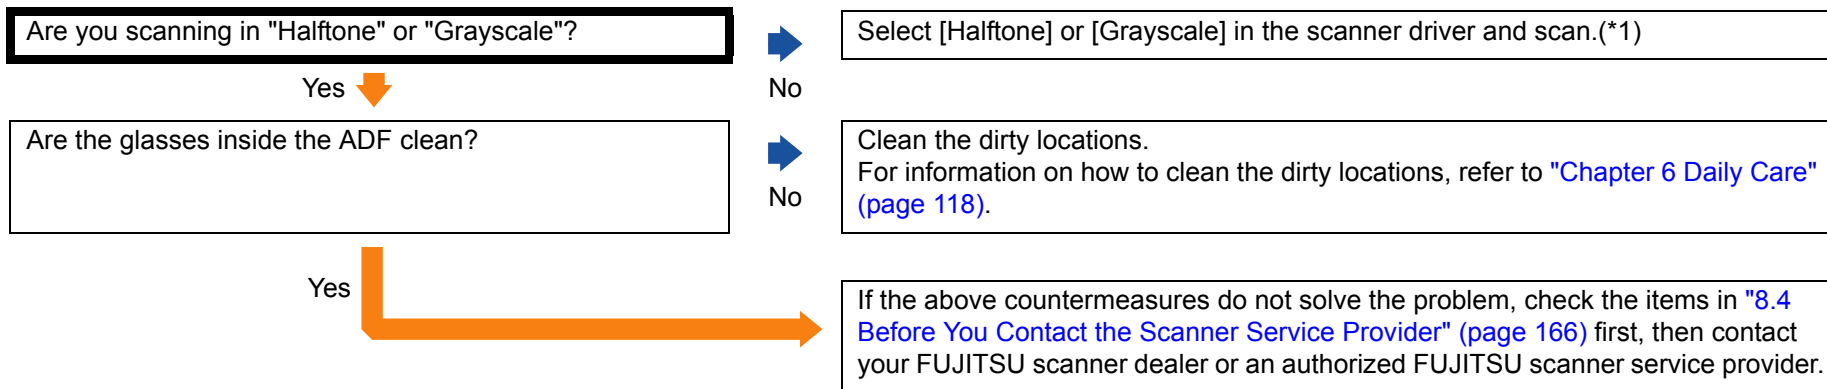 Are you scanning in "Halftone" or "Grayscale"?
Select [Halftone] or [Grayscale] in the scanner driver and scan.(*1)
Yes
No
Are the glasses inside the ADF clean?
Clean the dirty locations.
For information on how to clean the dirty locations, refer to "Chapter 6 Daily Care"
(page 118).
No
Yes
If the above countermeasures do not solve the problem, check the items in "8.4
Before You Contact the Scanner Service Provider" (page 166) first, then contact
your FUJITSU scanner dealer or an authorized FUJITSU scanner service provider.